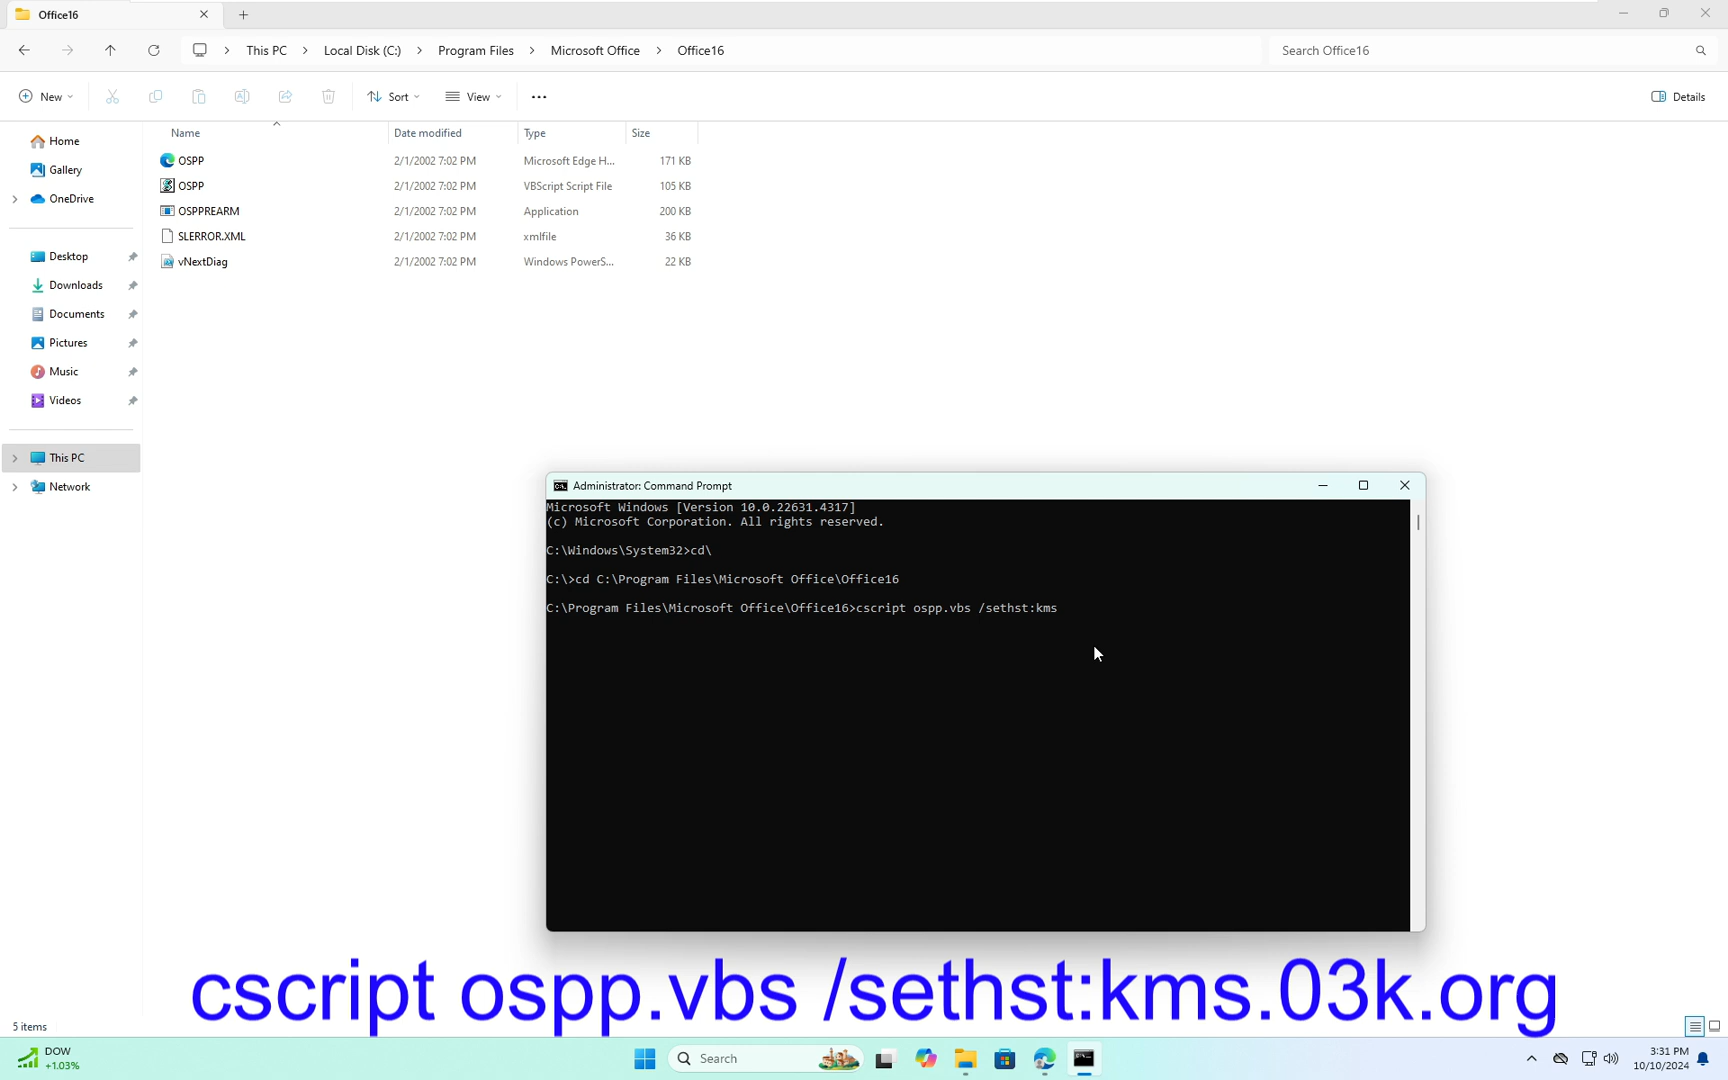 Office16
This PC
Local Disk (C:)
Program Files
Microsoft Office
Office16
Search Office16
New
Sort
View
Details
Name
Date modified
Type
Size
OSPP
2/1/2002 7:02 PM
Microsoft Edge H...
171 KB
OSPP
2/1/2002 7:02 PM
VBScript Script File
105 KB
OSPPREARM
2/1/2002 7:02 PM
Application
200 KB
SLERROR.XML
2/1/2002 7:02 PM
xmlfile
36 KB
vNextDiag
2/1/2002 7:02 PM
Windows PowerS...
22 KB
Home
Gallery
OneDrive
Desktop
Downloads
Documents
Pictures
Music
Videos
This PC
Network
Administrator: Command Prompt
Microsoft Windows [Version 10.0.22631.4317]
(c) Microsoft Corporation. All rights reserved.
C:\Windows\System32>cd\
C:\>cd C:\Program Files\Microsoft Office\Office16
C:\Program Files\Microsoft Office\Office16>cscript ospp.vbs /sethst:kms
cscript ospp.vbs /sethst:kms.03k.org
5 items
DOW
+1.03%
Search
3:31 PM
10/10/2024